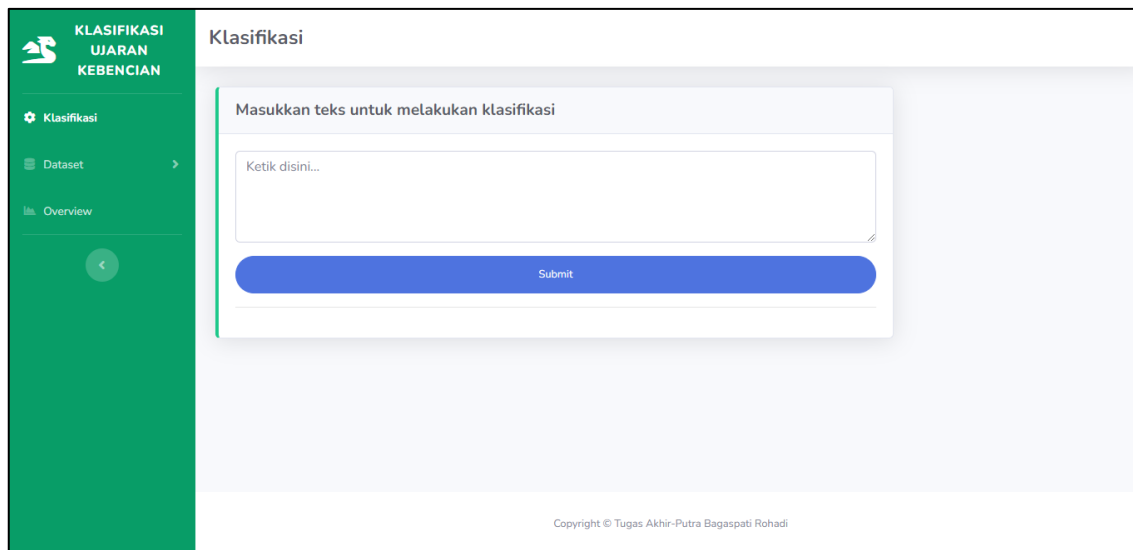 KLASIFIKASI
UJARAN
KEBENCIAN
Klasifikasi
Dataset
Overview
Klasifikasi
Masukkan teks untuk melakukan klasifikasi
Ketik disini...
Submit
Copyright © Tugas Akhir-Putra Bagaspati Rohadi